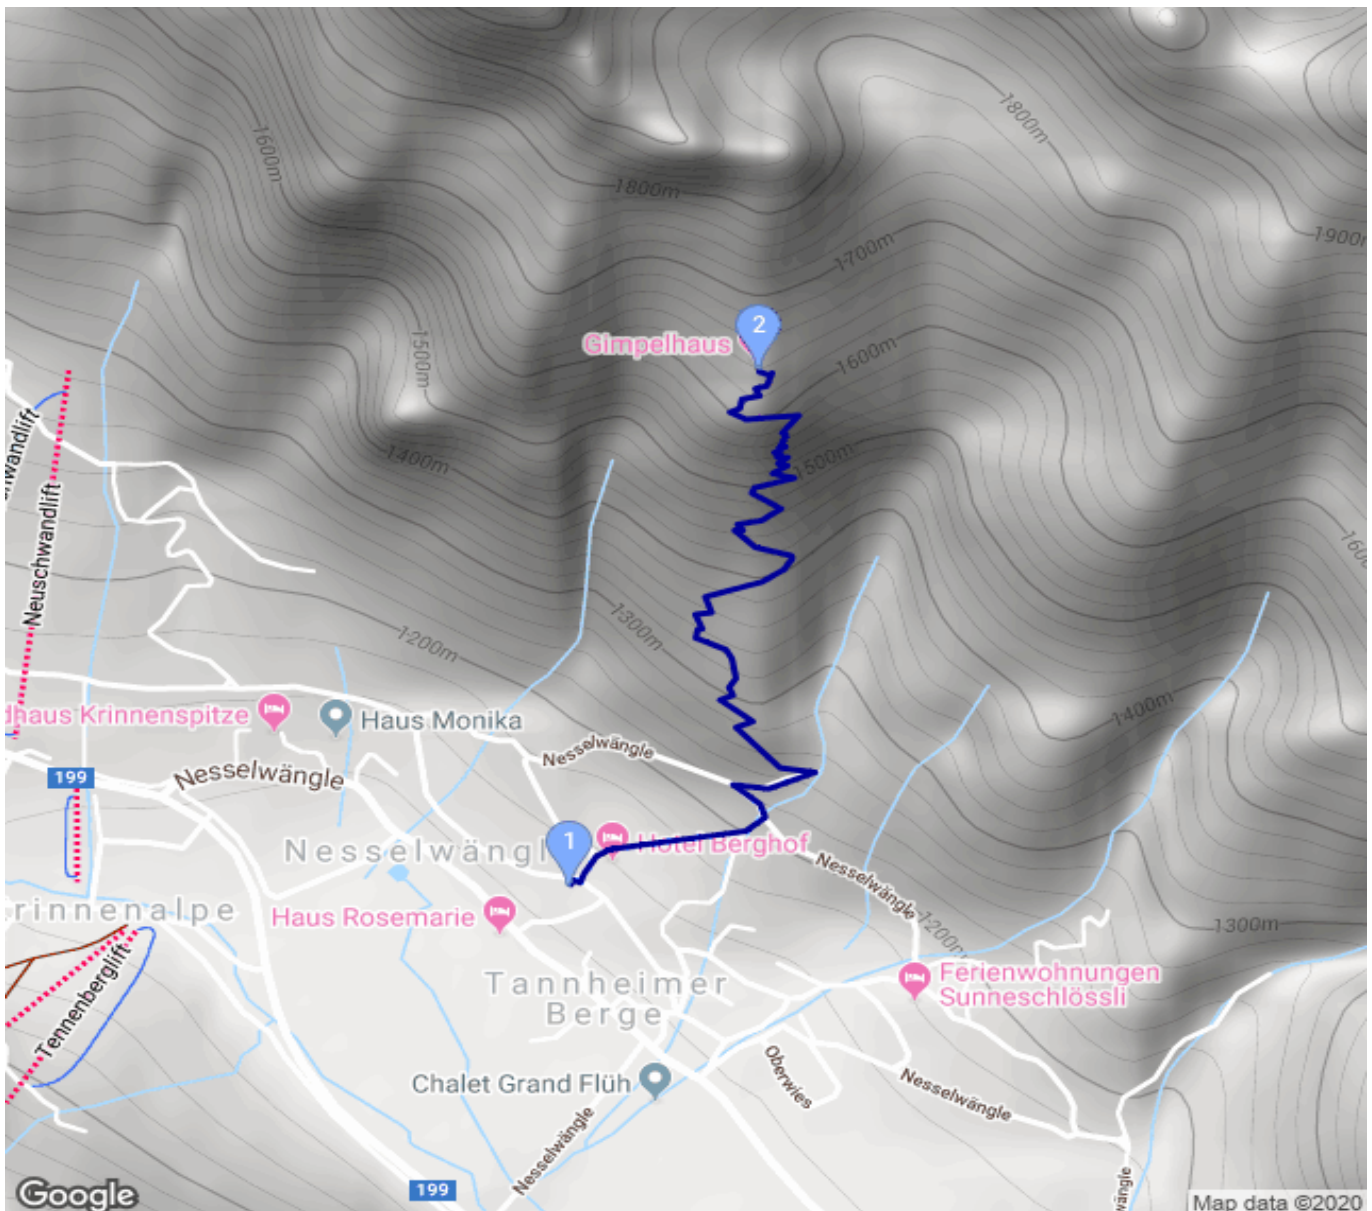 1800m
1600m
1800m
1900m
1700m
2
Gimpelhaus
1600m
1500m
1400m
1500m
Neuschwandlift
1300m
1200m
Krinnenspitze
Haus Monika
Nesselwängle
1400m
199
Nesselwängle
1
Hotel Berghof
Nesselwängl
Nesselwängle
Haus Rosemarie
rinnenalpe
1200m
1300m
Ferienwohnungen
Sunneschlössli
Tannheimer
Berge
Tennenberglift
Oberwies
Chalet Grand Flüh
Nesselwängle
Nesselwängle
199
Google
Map data ©2020